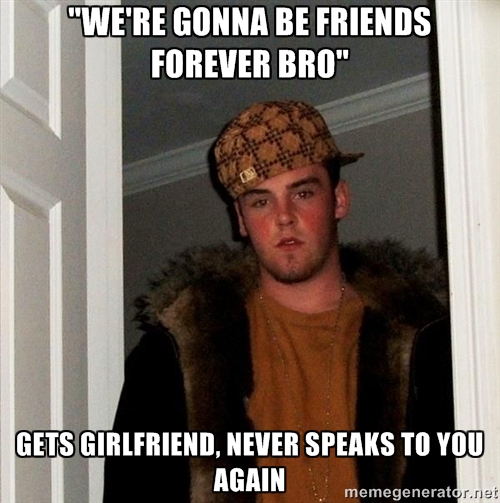 "WE'RE GONNA BE FRIENDS
FOREVER BRO"
GETS GIRLFRIEND, NEVER SPEAKS TO YOU
AGAIN
memegenerator.net